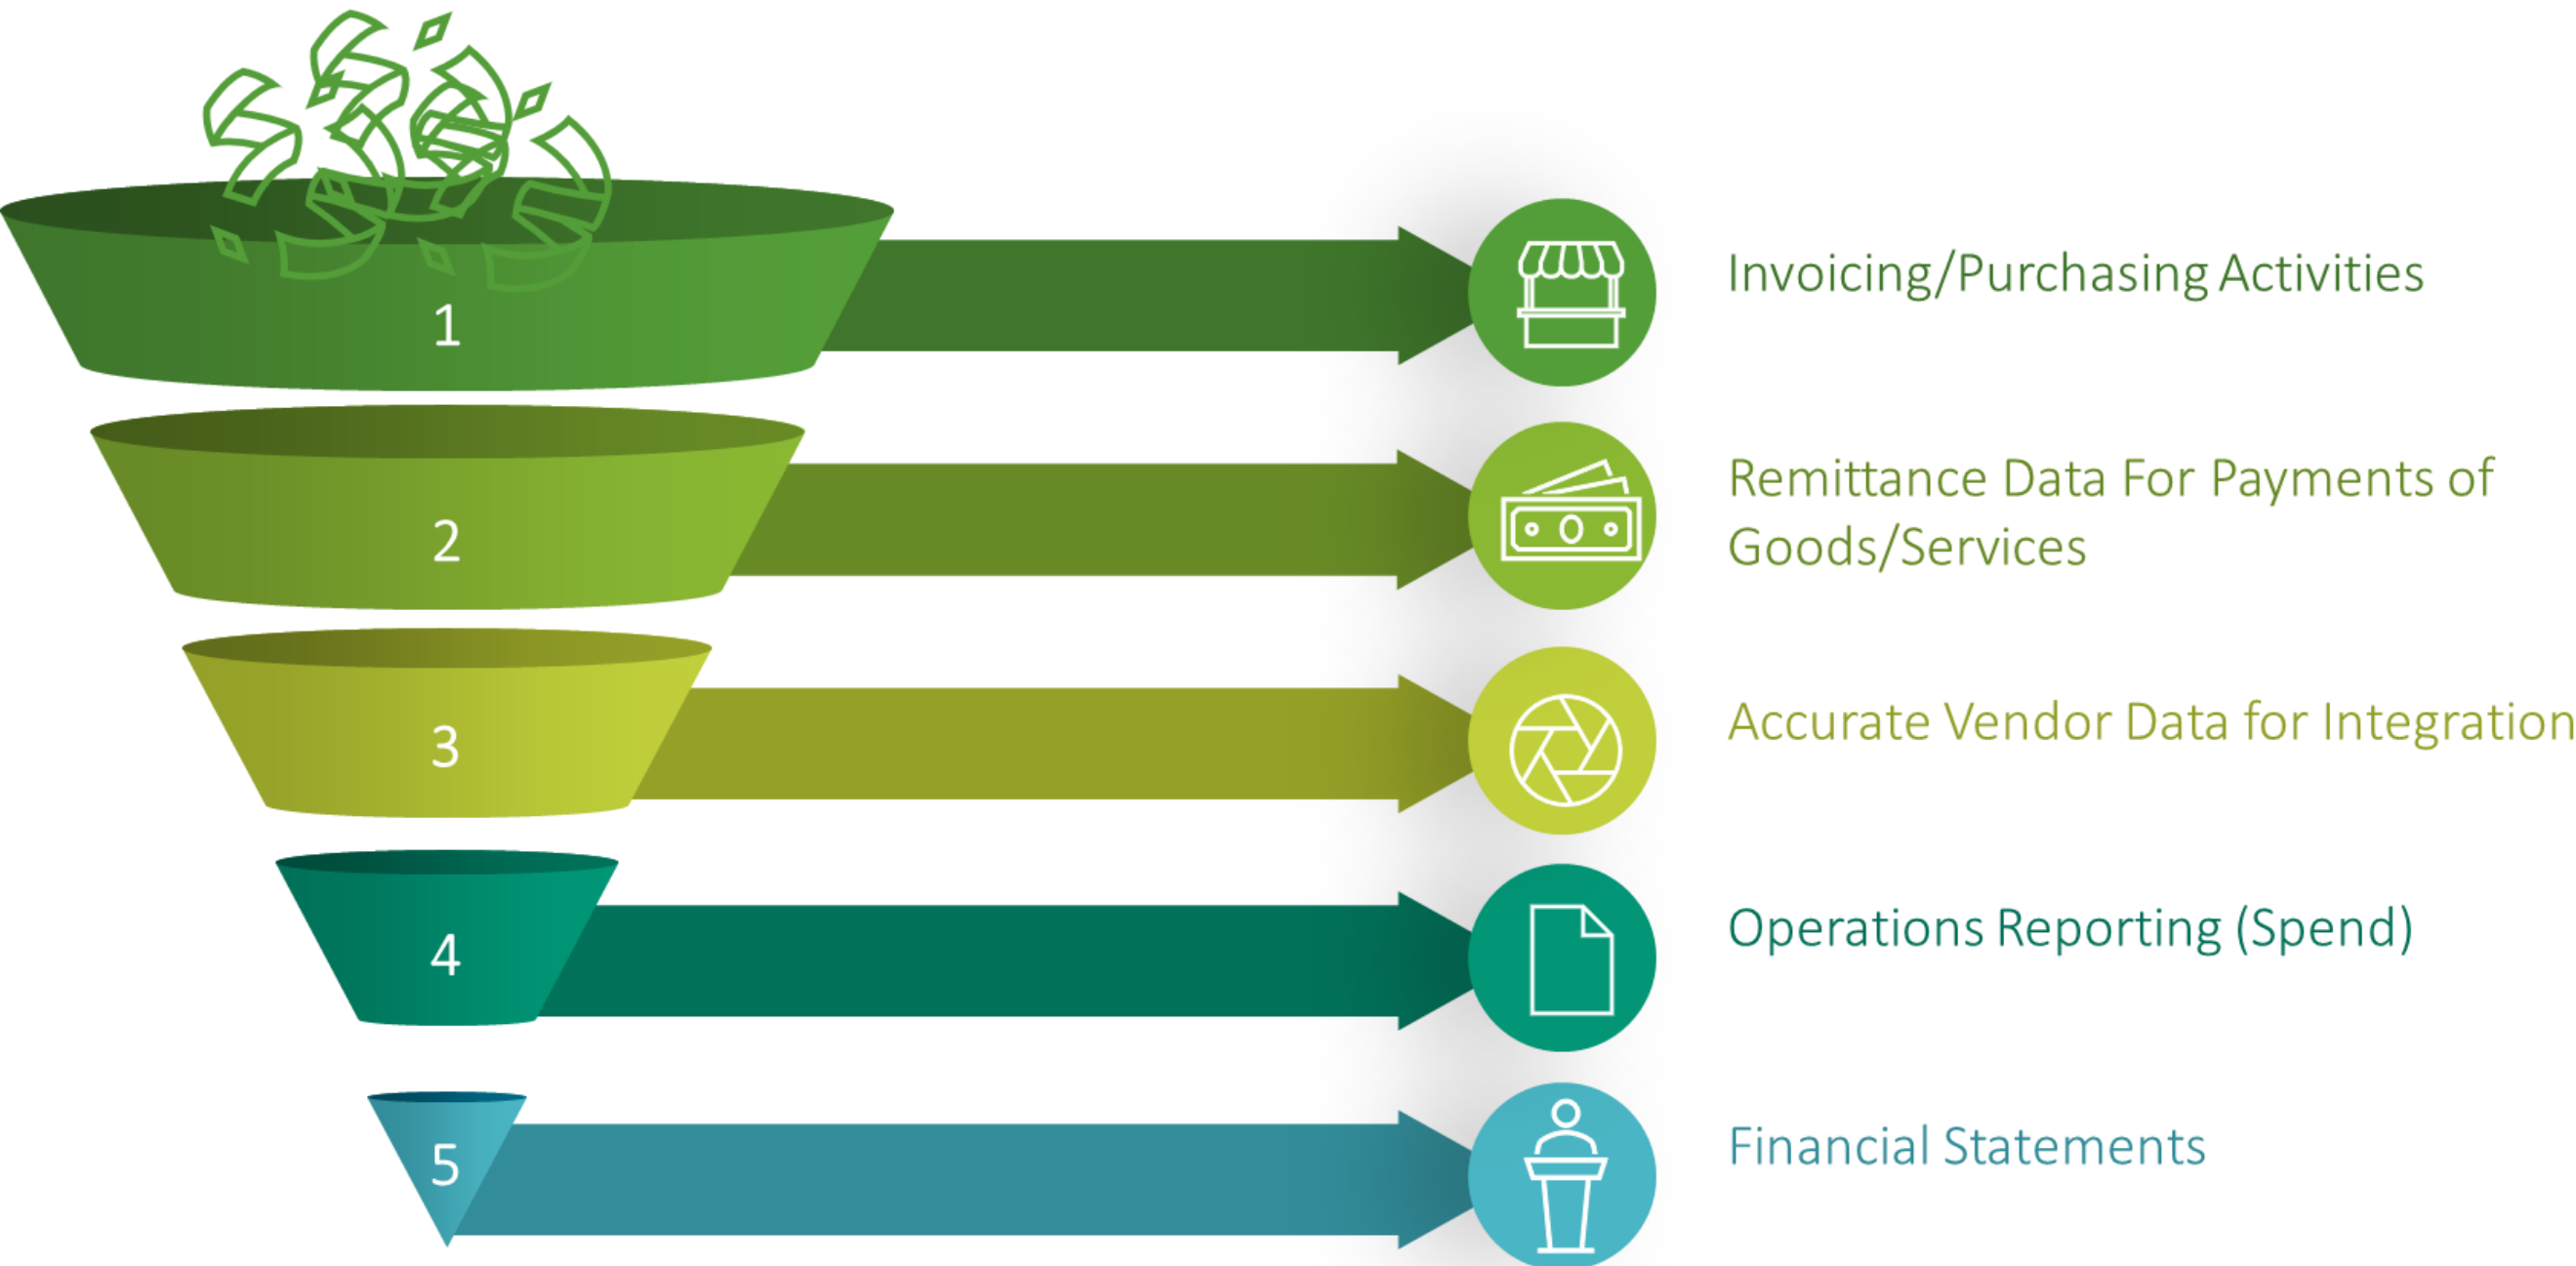 1
Invoicing/Purchasing Activities
2
Remittance Data For Payments of
Goods/Services
3
Accurate Vendor Data for Integration
4
Operations Reporting (Spend)
5
Financial Statements